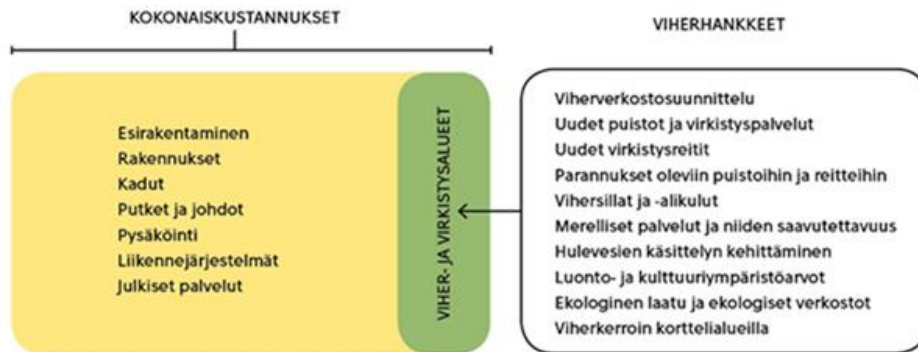 KOKONAISKUSTANNUKSET
Esirakentaminen
Rakennukset
Kadut
Putket ja johdot
Pysäköinti
Liikennejärjestelmät
Julkiset palvelut
VIHER- JA VIRKISTYSALUEET
VIHERHANKKEET
Viherverkostosuunnittelu
Uudet puistot ja virkistyspalvelut
Uudet virkistysreitit
Parannukset oleviin puistoihin ja reitteihin
Vihersillat ja -alikulut
Merelliset palvelut ja niiden saavutettavuus
Hulevesien käsittelyn kehittäminen
Luonto- ja kulttuuriympäristöarvot
Ekologinen laatu ja ekologiset verkostot
Viherkerroin korttelialueilla